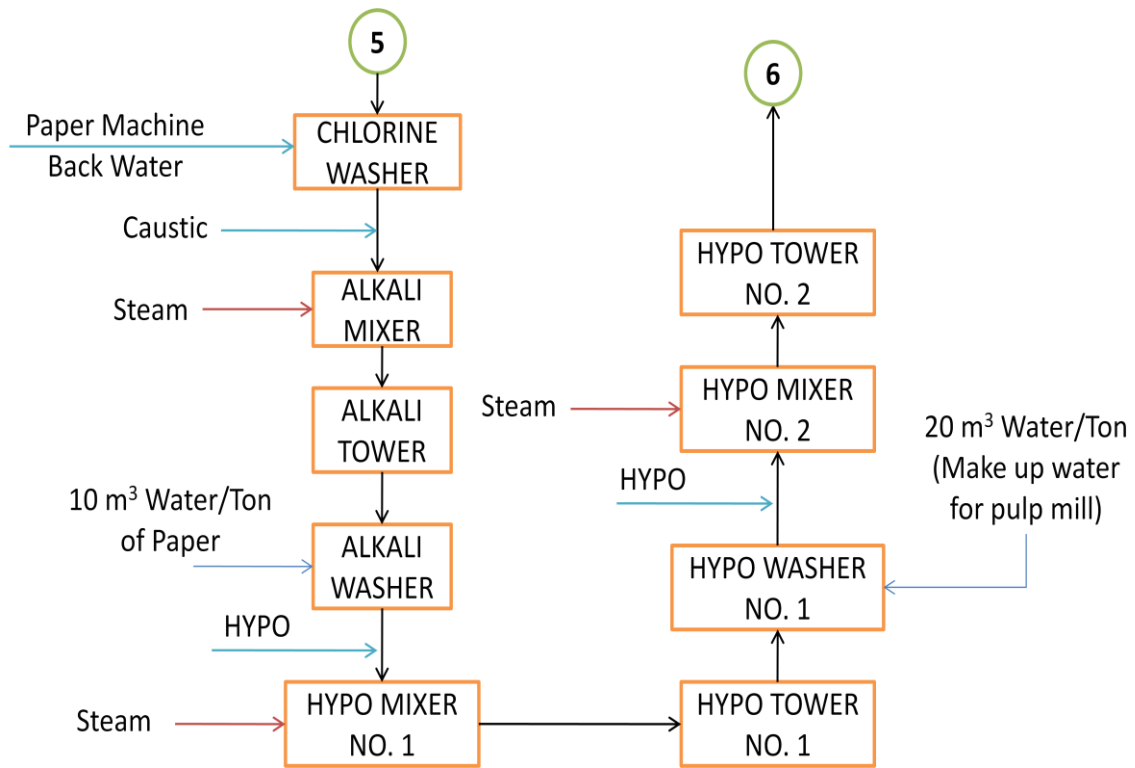 5
Paper Machine
Back Water
CHLORINE
WASHER
Caustic
Steam
ALKALI
MIXER
ALKALI
TOWER
10 m³ Water/Ton
of Paper
ALKALI
WASHER
HYPO
Steam
HYPO MIXER
NO. 1
HYPO TOWER
NO. 1
HYPO WASHER
NO. 1
20 m³ Water/Ton
(Make up water
for pulp mill)
HYPO
Steam
HYPO MIXER
NO. 2
HYPO TOWER
NO. 2
6